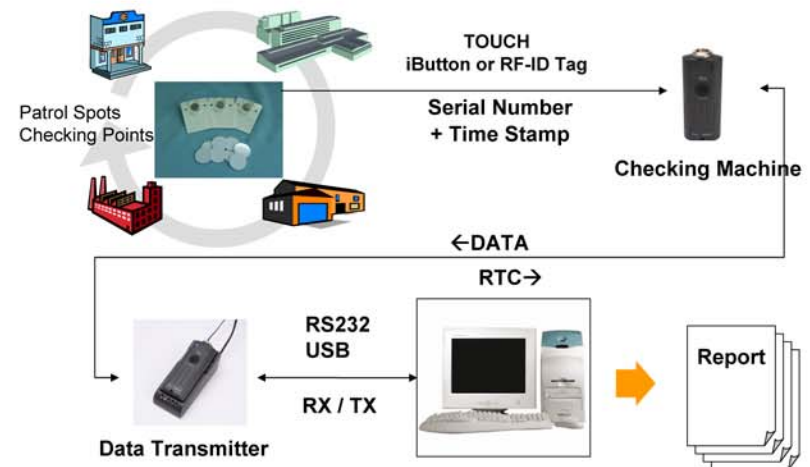 TOUCH
iButton or RF-ID Tag
Patrol Spots
Checking Points
Serial Number
+ Time Stamp
Checking Machine
←DATA
RTC→
RS232
USB
RX / TX
Data Transmitter
Report